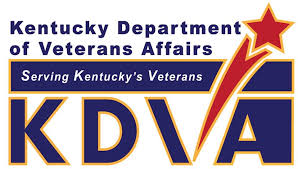 Kentucky Department
of Veterans Affairs
Serving Kentucky's Veterans
KDVA